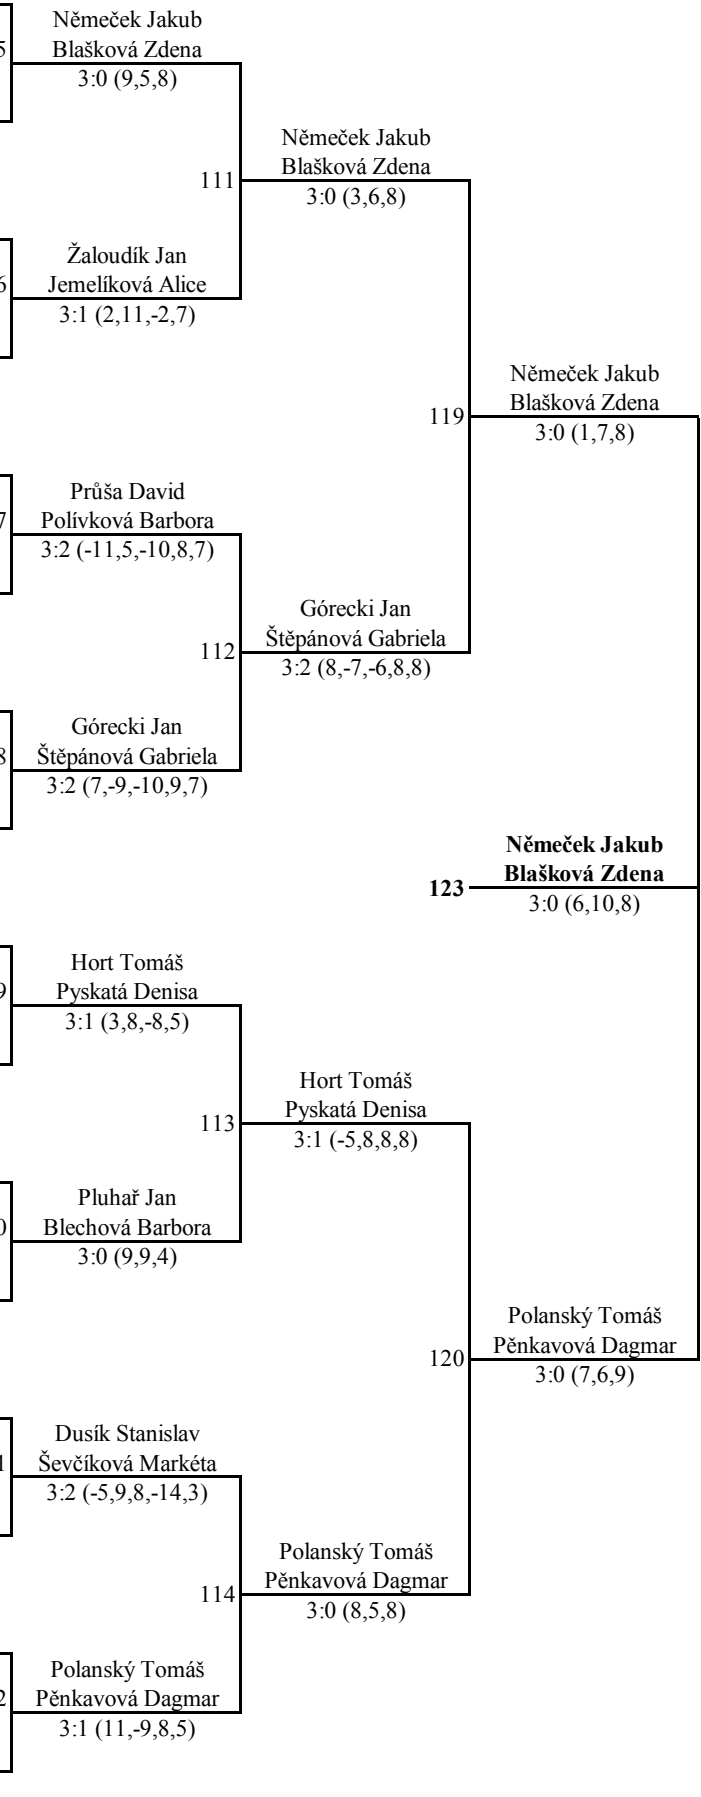 5
Němeček Jakub
Blašková Zdena
3:0 (9,5,8)
111
Němeček Jakub
Blašková Zdena
3:0 (3,6,8)
6
Žaloudík Jan
Jemelíková Alice
3:1 (2,11,-2,7)
119
Němeček Jakub
Blašková Zdena
3:0 (1,7,8)
7
Průša David
Polívková Barbora
3:2 (-11,5,-10,8,7)
112
Górecki Jan
Štěpánová Gabriela
3:2 (8,-7,-6,8,8)
8
Górecki Jan
Štěpánová Gabriela
3:2 (7,-9,-10,9,7)
123
Němeček Jakub
Blašková Zdena
3:0 (6,10,8)
9
Hort Tomáš
Pyskatá Denisa
3:1 (3,8,-8,5)
113
Hort Tomáš
Pyskatá Denisa
3:1 (-5,8,8,8)
0
Pluhař Jan
Blechová Barbora
3:0 (9,9,4)
120
Polanský Tomáš
Pěnkavová Dagmar
3:0 (7,6,9)
1
Dusík Stanislav
Ševčíková Markéta
3:2 (-5,9,8,-14,3)
114
Polanský Tomáš
Pěnkavová Dagmar
3:0 (8,5,8)
2
Polanský Tomáš
Pěnkavová Dagmar
3:1 (11,-9,8,5)